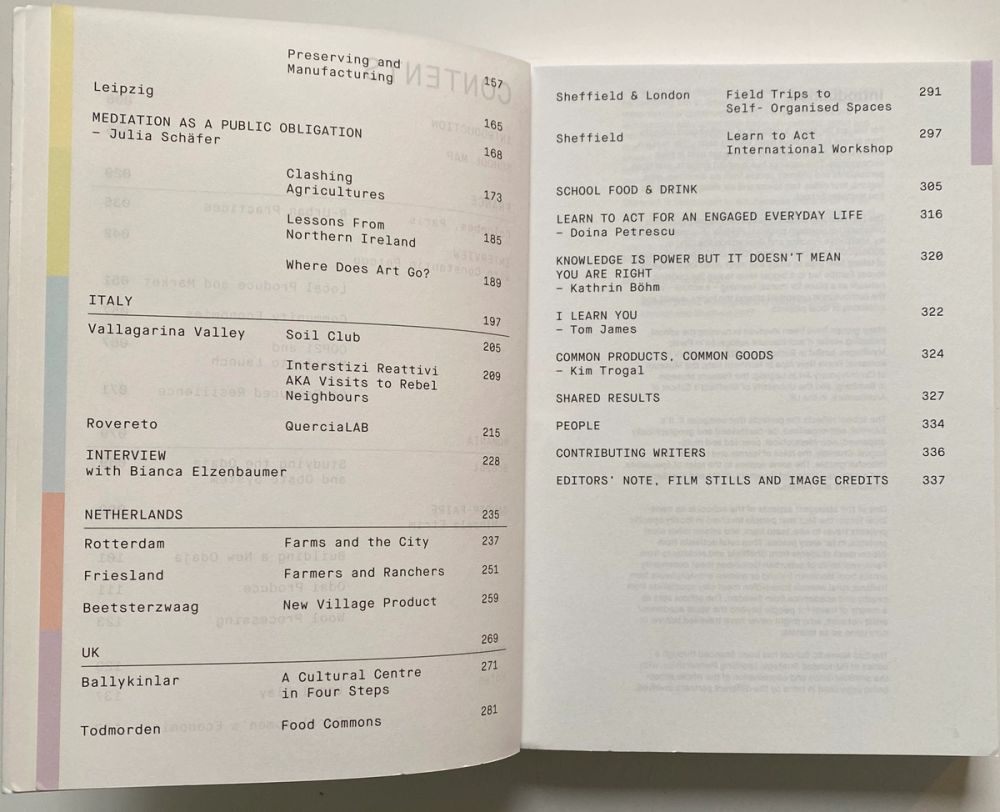 Preserving and
Manufacturing 157
Leipzig 165
MEDIATION AS A PUBLIC OBLIGATION 168
– Julia Schäfer
Clashing
Agricultures 173
Lessons From
Northern Ireland 185
Where Does Art Go? 189
ITALY 197
Vallagarina Valley Soil Club 205
Interstizi Reattivi 209
AKA Visits to Rebel
Neighbours
Rovereto QuerciaLAB 215
INTERVIEW 228
with Bianca Elzenbaumer
NETHERLANDS 235
Rotterdam Farms and the City 237
Friesland Farmers and Ranchers 251
Beetsterzwaag New Village Product 259
UK 269
Ballykinlar A Cultural Centre 271
in Four Steps
Todmorden Food Commons 281
Sheffield & London Field Trips to 291
Self- Organised Spaces
Sheffield Learn to Act 297
International Workshop
SCHOOL FOOD & DRINK 305
LEARN TO ACT FOR AN ENGAGED EVERYDAY LIFE 316
– Doina Petrescu
KNOWLEDGE IS POWER BUT IT DOESN'T MEAN 320
YOU ARE RIGHT
– Kathrin Böhm
I LEARN YOU 322
– Tom James
COMMON PRODUCTS, COMMON GOODS 324
– Kim Trogal
SHARED RESULTS 327
PEOPLE 334
CONTRIBUTING WRITERS 336
EDITORS' NOTE, FILM STILLS AND IMAGE CREDITS 337